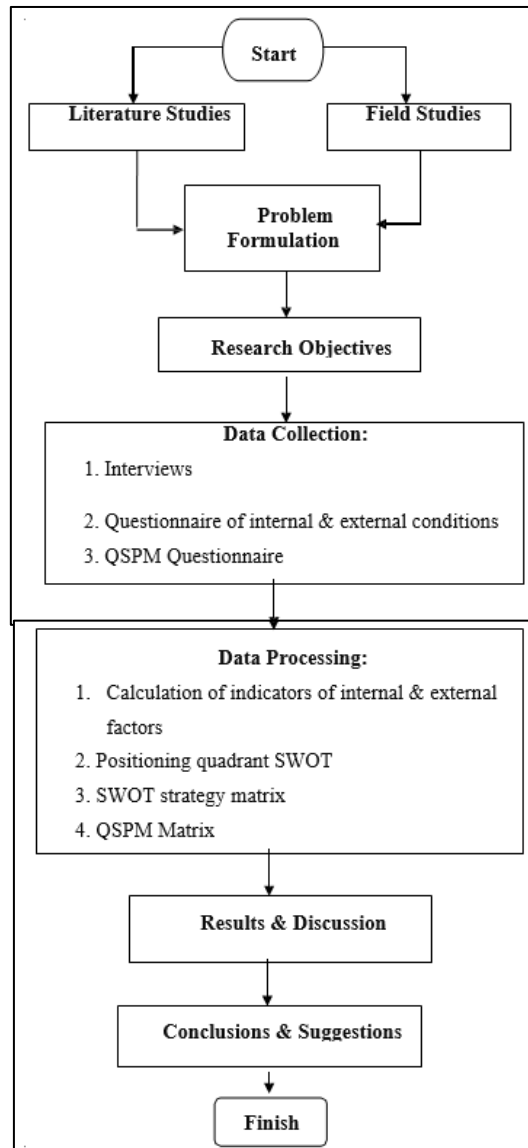 Start
Literature Studies
Field Studies
Problem
Formulation
Research Objectives
Data Collection:
1. Interviews
2. Questionnaire of internal & external conditions
3. QSPM Questionnaire
Data Processing:
1. Calculation of indicators of internal & external
factors
2. Positioning quadrant SWOT
3. SWOT strategy matrix
4. QSPM Matrix
Results & Discussion
Conclusions & Suggestions
Finish